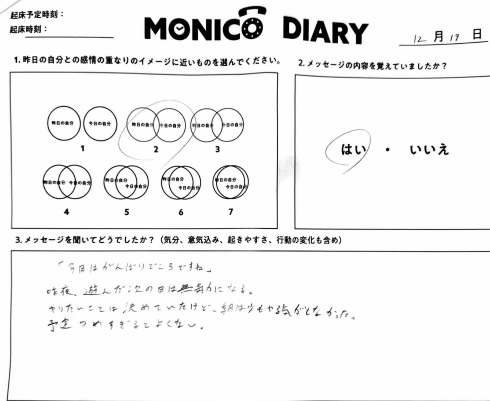 起床予定時刻：
起床時刻：
MONICO DIARY
12月19日
1.昨日の自分との感情の重なりのイメージに近いものを選んでください。
昨日の自分 今日の自分
1
昨日の自分 今日の自分
2
昨日の自分 今日の自分
3
昨日の自分 今日の自分
4
昨日の自分 今日の自分
5
昨日の自分 今日の自分
6
昨日の自分 今日の自分
7
2.メッセージの内容を覚えていましたか？
はい ・ いいえ
3.メッセージを聞いてどうでしたか？（気分、意気込み、起きやすさ、行動の変化も含め）
「今日はがんばりどころですね」
昨夜、遊んだ次の日は無気力になる。
やりたいことは決めていたけど、朝はやる気がでなかった。
予定つめすぎるとよくない。